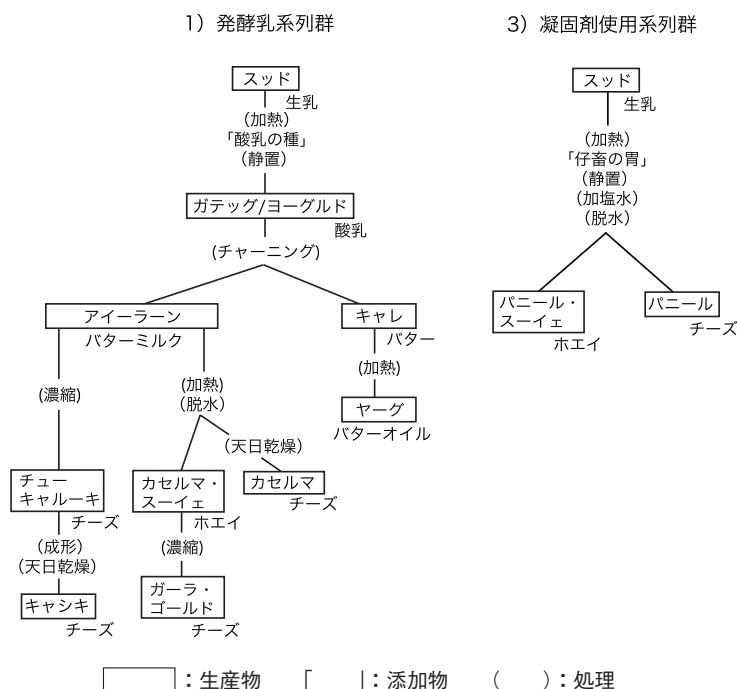 1）発酵乳系列群
スッド
生乳
（加熱）
「酸乳の種」
（静置）
ガテッグ/ヨーグルド
酸乳
(チャーニング)
アイーラーン
バターミルク
キャレ
バター
(濃縮)
(加熱)
（脱水）
(加熱)
ヤーグ
バターオイル
（天日乾燥）
チュー
キャルーキ
チーズ
カセルマ・
スーイェ
ホエイ
カセルマ
チーズ
（成形）
（天日乾燥）
(濃縮)
キャシキ
チーズ
ガーラ・
ゴールド
チーズ
3）凝固剤使用系列群
スッド
生乳
（加熱）
「仔畜の胃」
（静置）
（加塩水）
（脱水）
パニール・
スーイェ
ホエイ
パニール
チーズ
：生産物 「 」：添加物 （ ）：処理